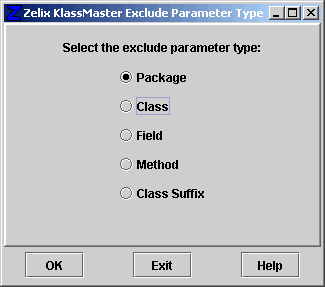 Zelix KlassMaster Exclude Parameter Type
Select the exclude parameter type:
Package
Class
Field
Method
Class Suffix
OK Exit Help